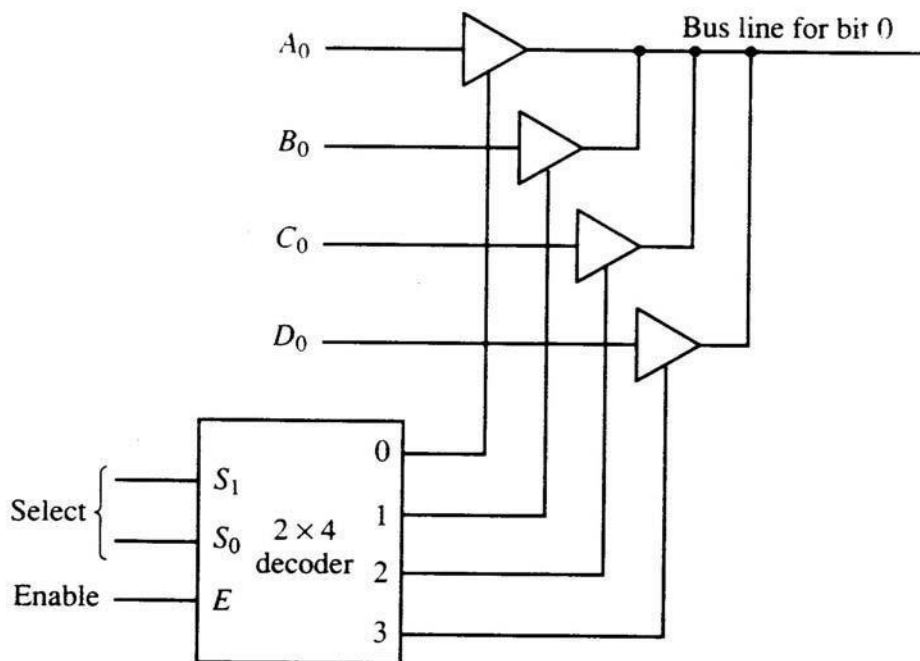 Bus line for bit 0
A0
B0
C0
D0
Select
S1
S0
Enable
E
2 × 4
decoder
0
1
2
3